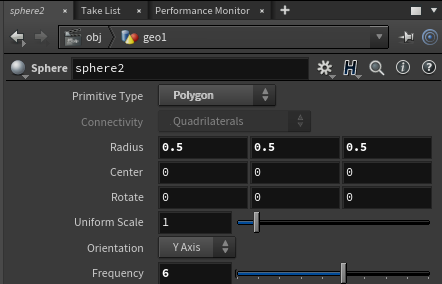 sphere2 × Take List × Performance Monitor × +
obj geo1
Sphere sphere2
Primitive Type Polygon
Connectivity Quadrilaterals
Radius 0.5 0.5 0.5
Center 0 0 0
Rotate 0 0 0
Uniform Scale 1
Orientation Y Axis
Frequency 6